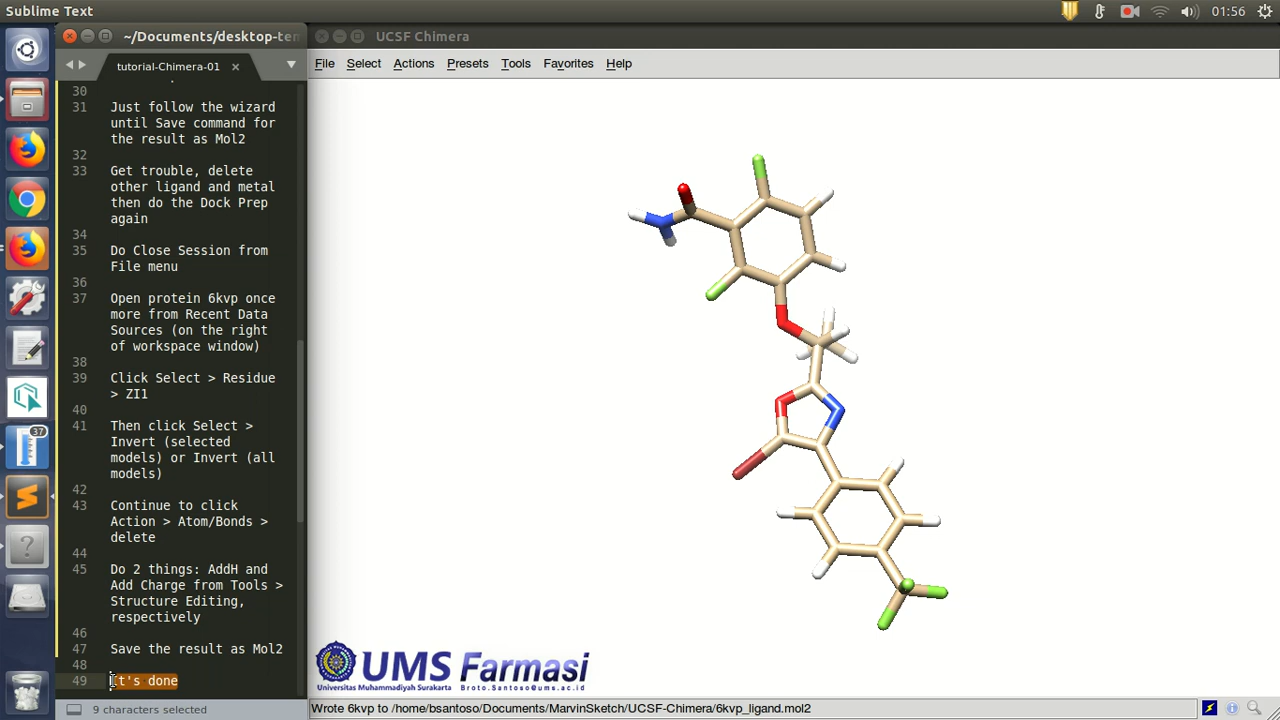 Sublime Text
01:56
~/Documents/desktop-ten
UCSF Chimera
tutorial-Chimera-01 ×
File Select Actions Presets Tools Favorites Help
30
31 Just follow the wizard
until Save command for
the result as Mol2
32
33 Get trouble, delete
other ligand and metal
then do the Dock Prep
again
34
35 Do Close Session from
File menu
36
37 Open protein 6kvp once
more from Recent Data
Sources (on the right
of workspace window)
38
39 Click Select > Residue
> ZI1
40
41 Then click Select >
Invert (selected
models) or Invert (all
models)
42
43 Continue to click
Action > Atom/Bonds >
delete
44
45 Do 2 things: AddH and
Add Charge from Tools >
Structure Editing,
respectively
46
47 Save the result as Mol2
48
49 It's done
9 characters selected
37
UMS Farmasi
Universitas Muhammadiyah Surakarta Broto.Santoso@ums.ac.id
Wrote 6kvp to /home/bsantoso/Documents/MarvinSketch/UCSF-Chimera/6kvp_ligand.mol2